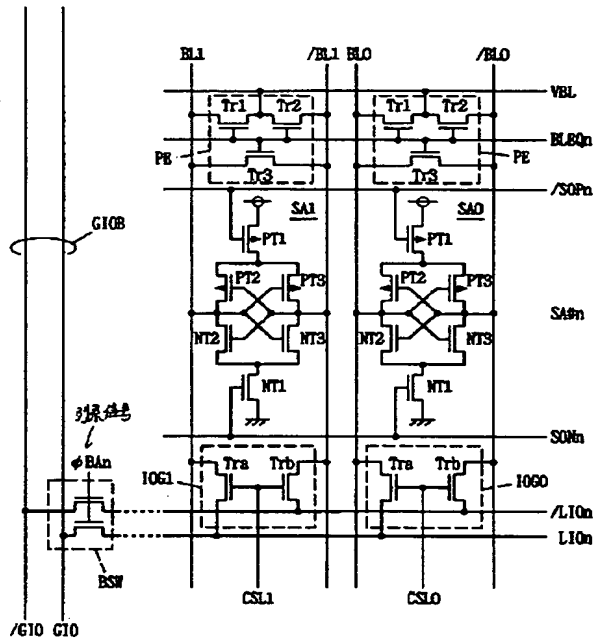 BL1 /BL1 BL0 /BL0
VBL
Tr1 Tr2 Tr1 Tr2
BLEQn
PE Tr3 Tr3 PE
/SOPn
SA1 SA0
GIOB
PT1 PT1
PT2 PT3 PT2 PT3
SA#n
NT2 NT3 NT2 NT3
NT1 NT1
SONn
φBAn
Tra Trb Tra Trb
IOG1 IOG0
/LIOn
LIOn
BSW
CSL1 CSL0
/GIO GIO